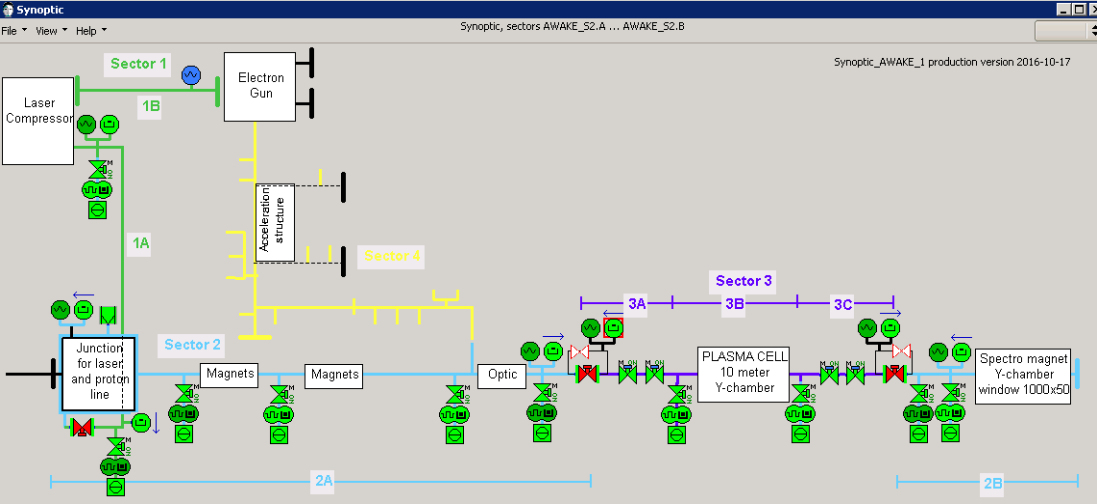 Synoptic
File View Help
Synoptic, sectors AWAKE_S2.A ... AWAKE_S2.B
Synoptic_AWAKE_1 production version 2016-10-17
Sector 1
1B
Laser
Compressor
Electron
Gun
M
NO
1A
Acceleration
structure
Sector 4
Sector 3
3A
3B
3C
Junction
for laser
and proton
line
Sector 2
Magnets
Magnets
Optic
PLASMA CELL
10 meter
Y-chamber
Spectro magnet
Y-chamber
window 1000x50
2A
2B